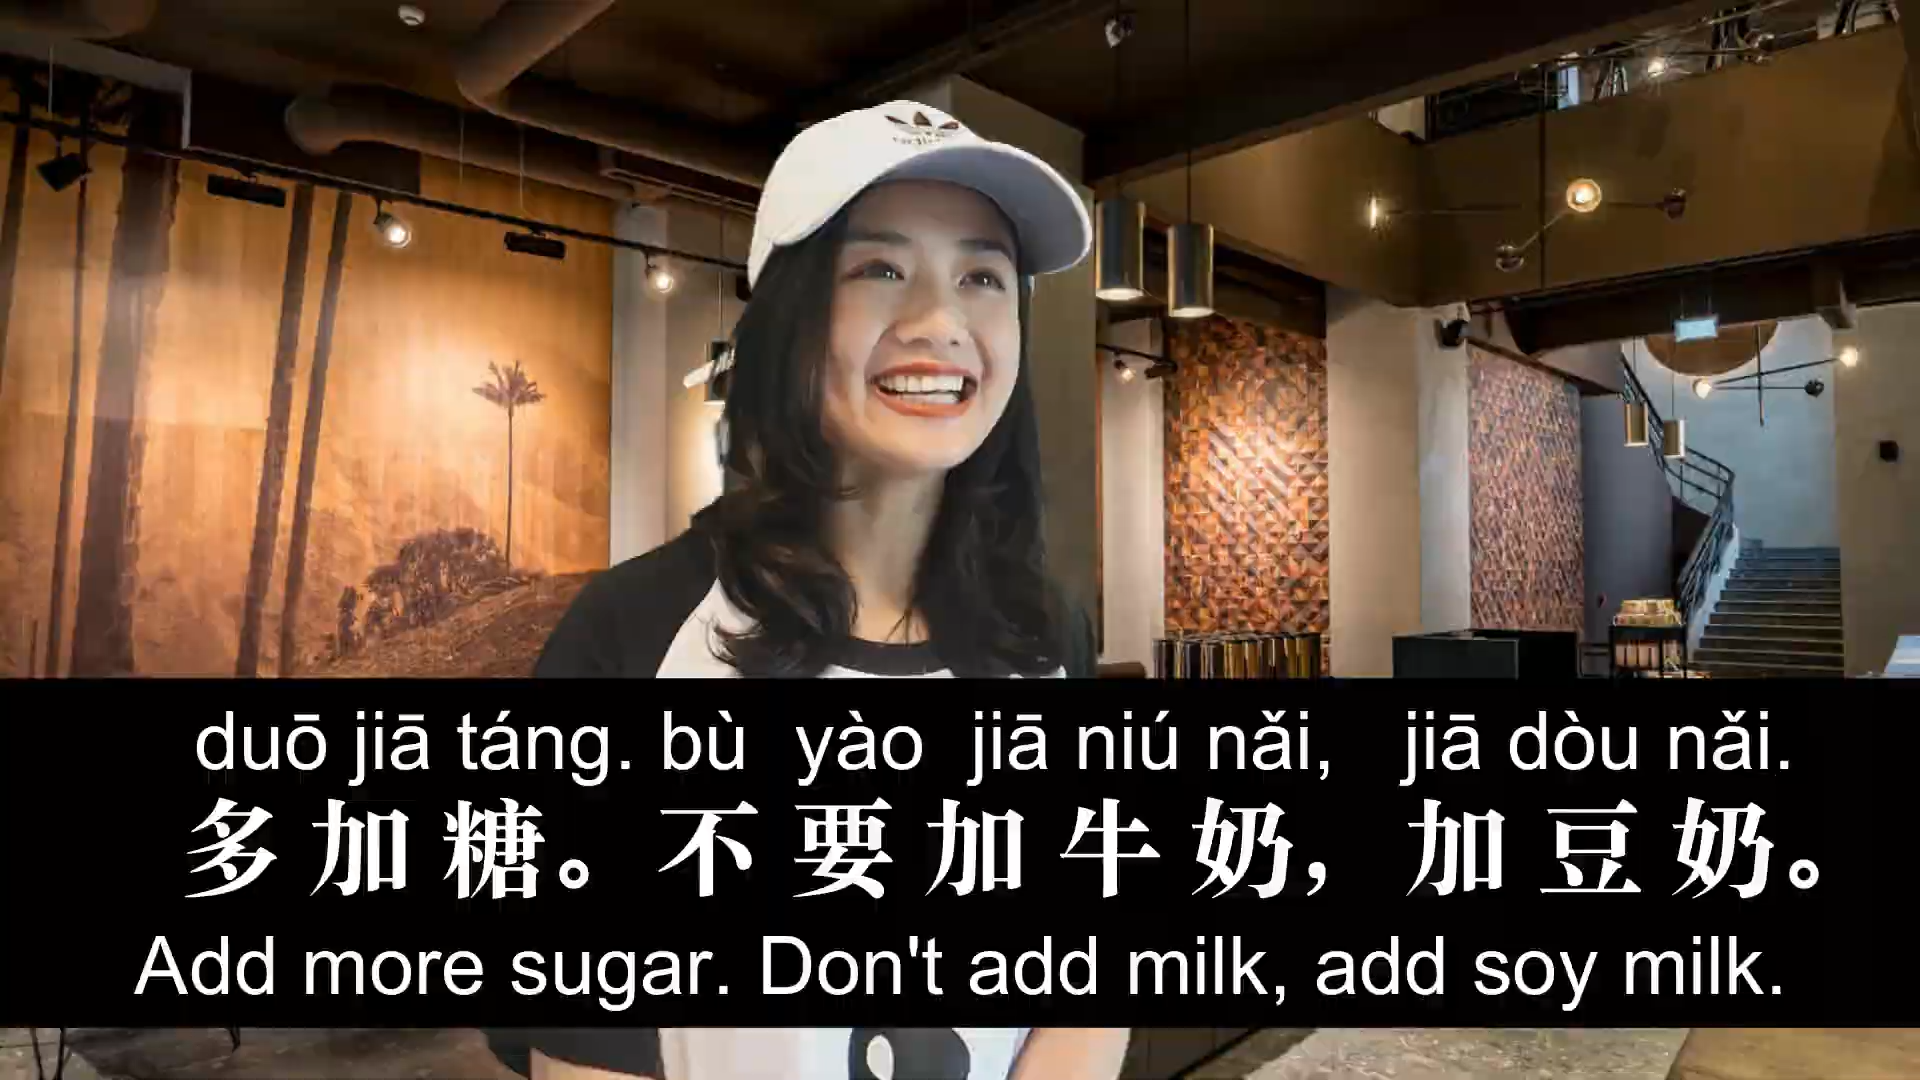 duō jiā táng. bù yào jiā niú nǎi, jiā dòu nǎi.
多加糖。不要加牛奶，加豆奶。
Add more sugar. Don't add milk, add soy milk.